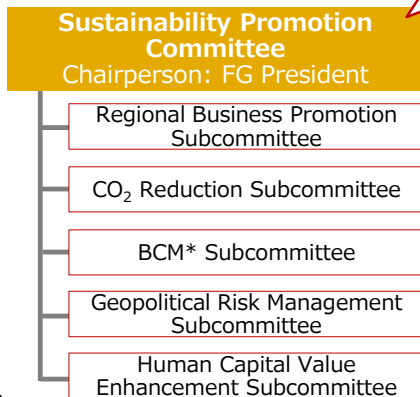 Sustainability Promotion
Committee
Chairperson: FG President
Regional Business Promotion
Subcommittee
CO₂ Reduction Subcommittee
BCM* Subcommittee
Geopolitical Risk Management
Subcommittee
Human Capital Value
Enhancement Subcommittee